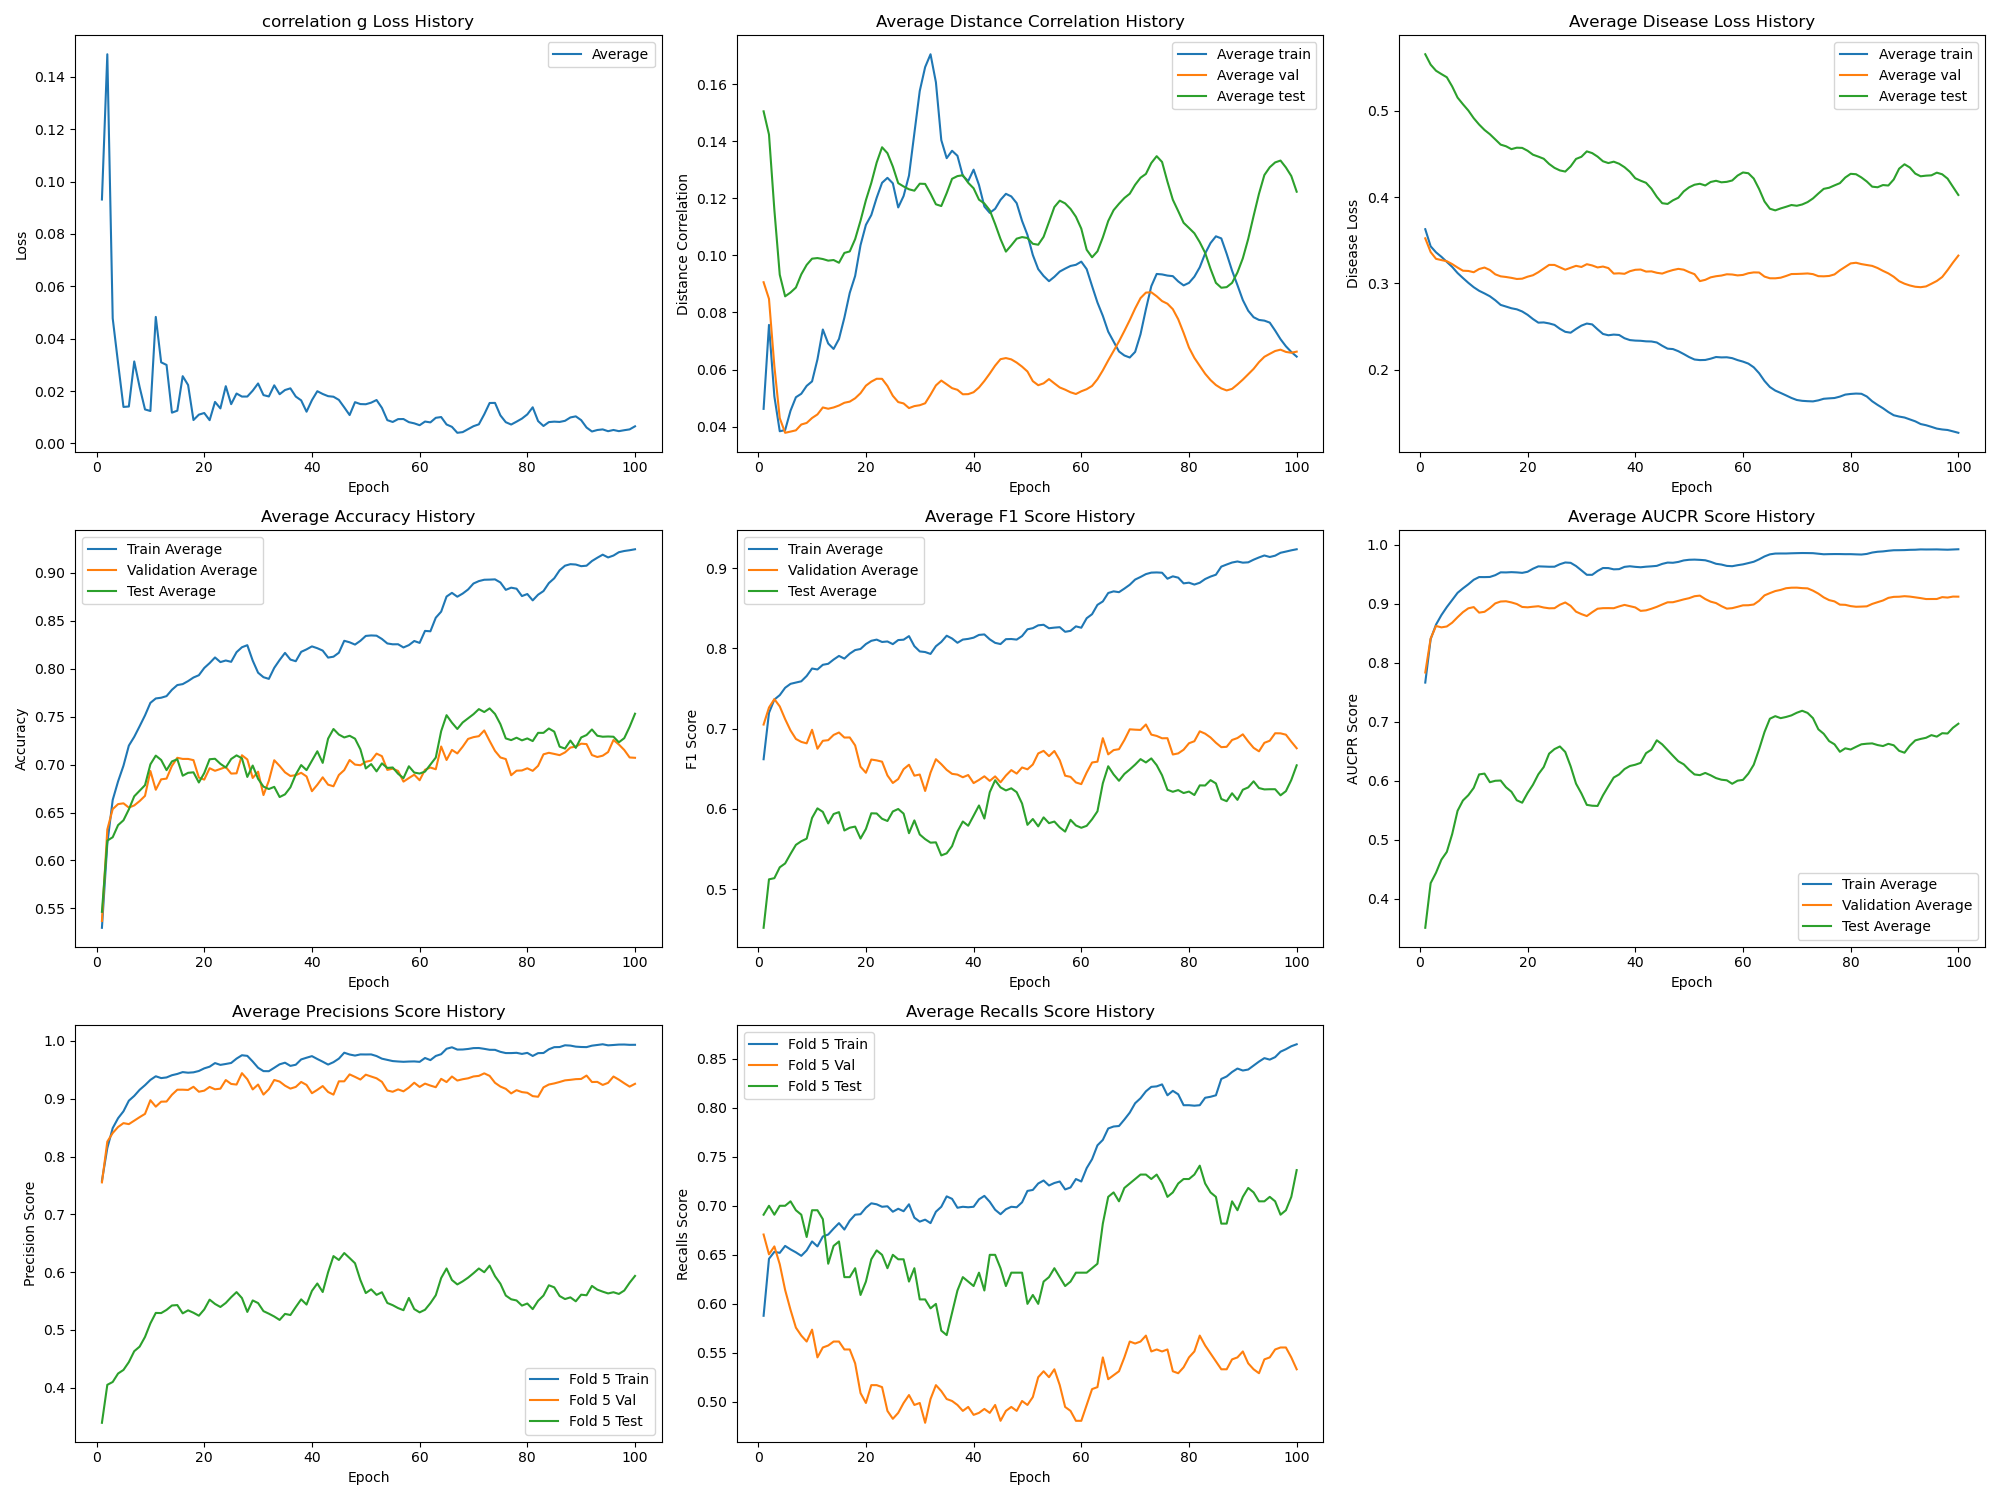 correlation g Loss History
Average
Loss
0.14
0.12
0.10
0.08
0.06
0.04
0.02
0.00
0 20 40 60 80 100
Epoch
Average Distance Correlation History
Average train
Average val
Average test
Distance Correlation
0.16
0.14
0.12
0.10
0.08
0.06
0.04
0 20 40 60 80 100
Epoch
Average Disease Loss History
Average train
Average val
Average test
Disease Loss
0.5
0.4
0.3
0.2
0 20 40 60 80 100
Epoch
Average Accuracy History
Train Average
Validation Average
Test Average
Accuracy
0.90
0.85
0.80
0.75
0.70
0.65
0.60
0.55
0 20 40 60 80 100
Epoch
Average F1 Score History
Train Average
Validation Average
Test Average
F1 Score
0.9
0.8
0.7
0.6
0.5
0 20 40 60 80 100
Epoch
Average AUCPR Score History
AUCPR Score
1.0
0.9
0.8
0.7
0.6
0.5
0.4
Train Average
Validation Average
Test Average
0 20 40 60 80 100
Epoch
Average Precisions Score History
Precision Score
1.0
0.9
0.8
0.7
0.6
0.5
0.4
Fold 5 Train
Fold 5 Val
Fold 5 Test
0 20 40 60 80 100
Epoch
Average Recalls Score History
Fold 5 Train
Fold 5 Val
Fold 5 Test
Recalls Score
0.85
0.80
0.75
0.70
0.65
0.60
0.55
0.50
0 20 40 60 80 100
Epoch